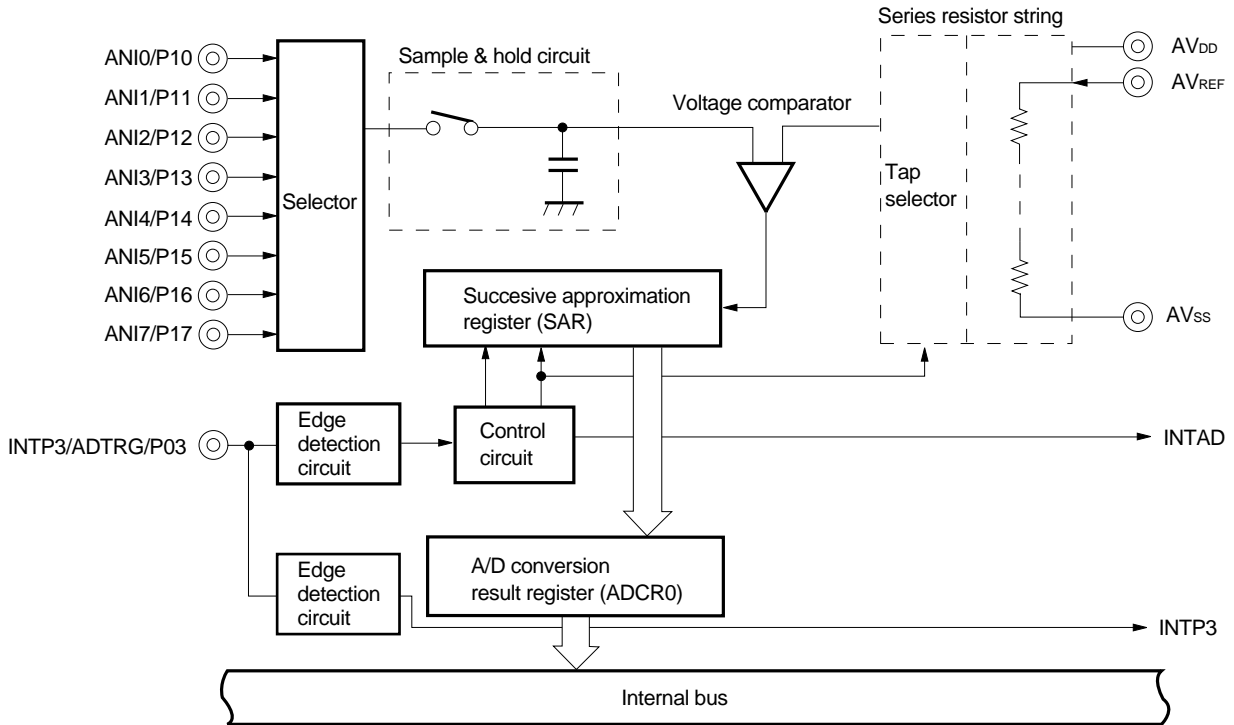 Series resistor string
ANI0/P10
ANI1/P11
ANI2/P12
ANI3/P13
ANI4/P14
ANI5/P15
ANI6/P16
ANI7/P17
Selector
Sample & hold circuit
Voltage comparator
Tap
selector
AVDD
AVREF
AVSS
Succesive approximation
register (SAR)
INTP3/ADTRG/P03
Edge
detection
circuit
Control
circuit
INTAD
Edge
detection
circuit
A/D conversion
result register (ADCR0)
INTP3
Internal bus